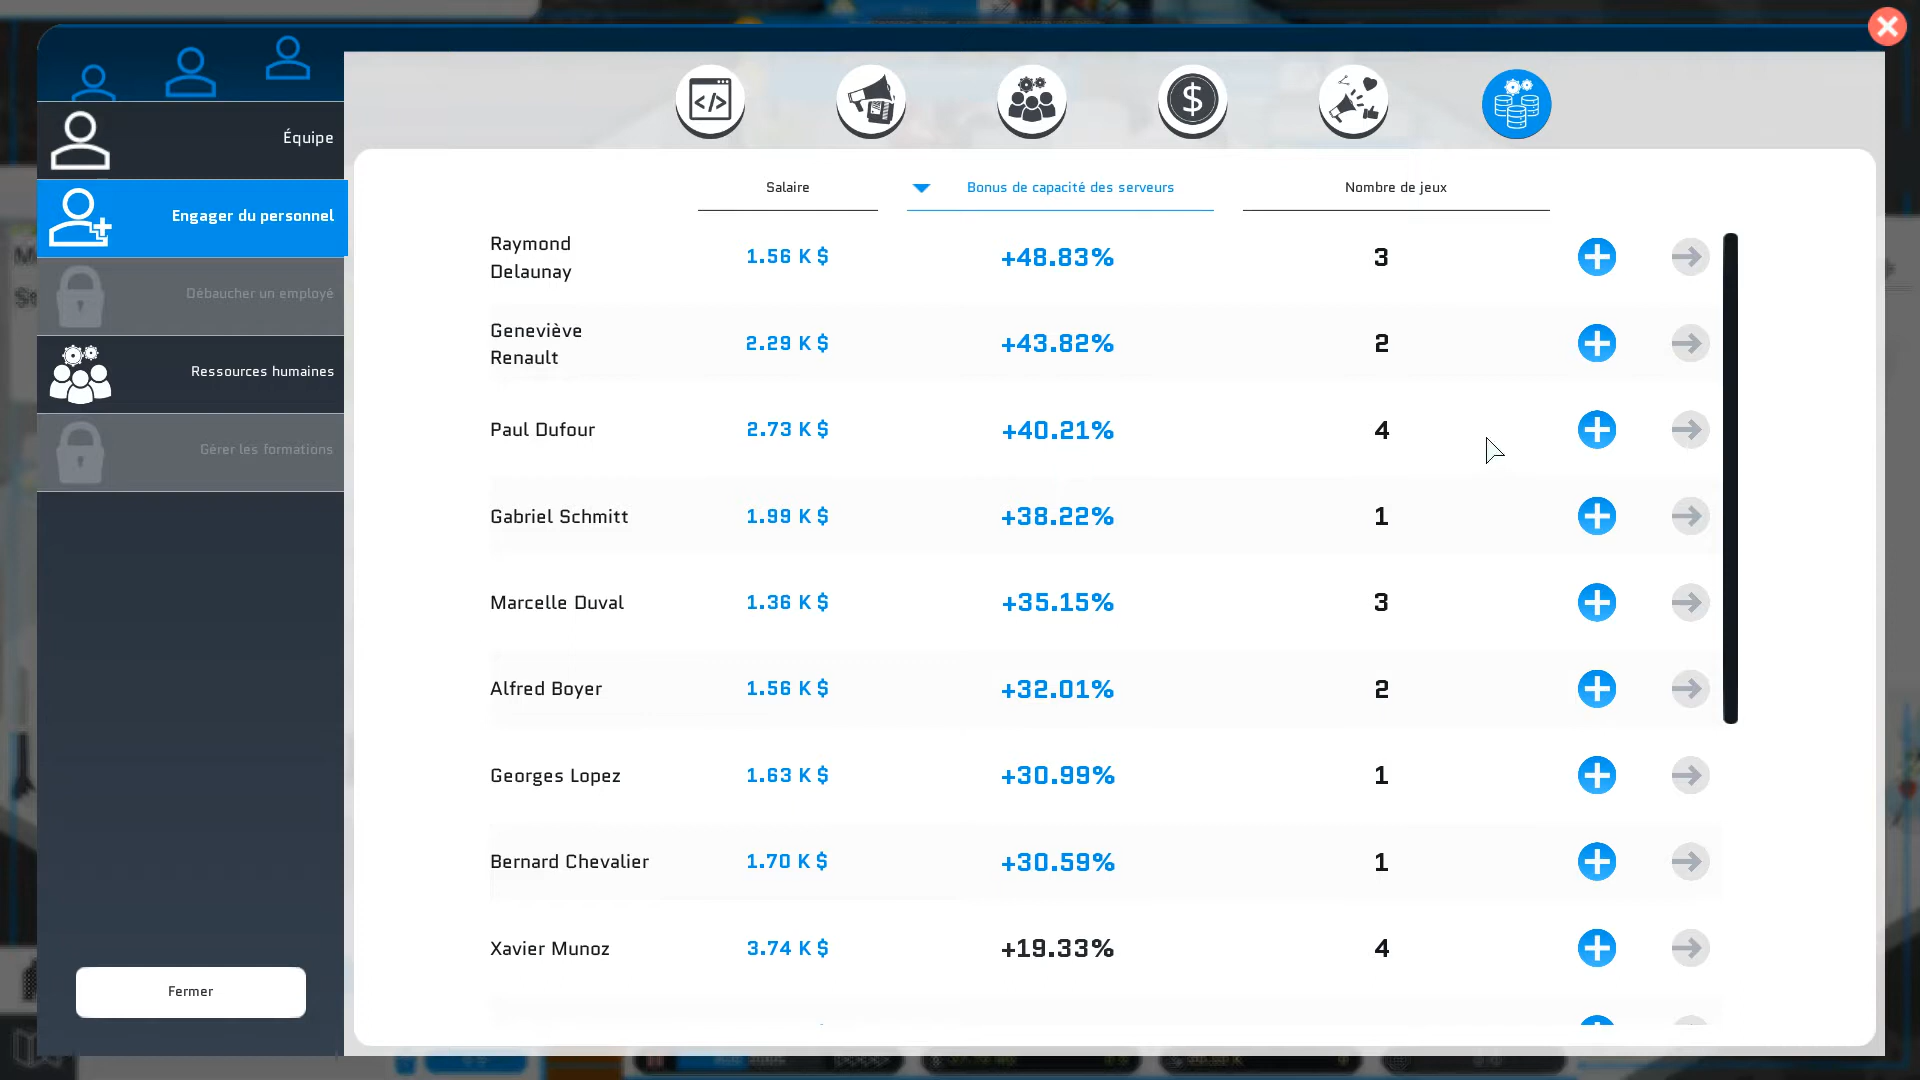 Équipe
Engager du personnel
Débaucher un employé
Ressources humaines
Gérer les formations
Fermer
Salaire
Bonus de capacité des serveurs
Nombre de jeux
Raymond
Delaunay
1.56 K $
+48.83%
3
Geneviève
Renault
2.29 K $
+43.82%
2
Paul Dufour
2.73 K $
+40.21%
4
Gabriel Schmitt
1.99 K $
+38.22%
1
Marcelle Duval
1.36 K $
+35.15%
3
Alfred Boyer
1.56 K $
+32.01%
2
Georges Lopez
1.63 K $
+30.99%
1
Bernard Chevalier
1.70 K $
+30.59%
1
Xavier Munoz
3.74 K $
+19.33%
4